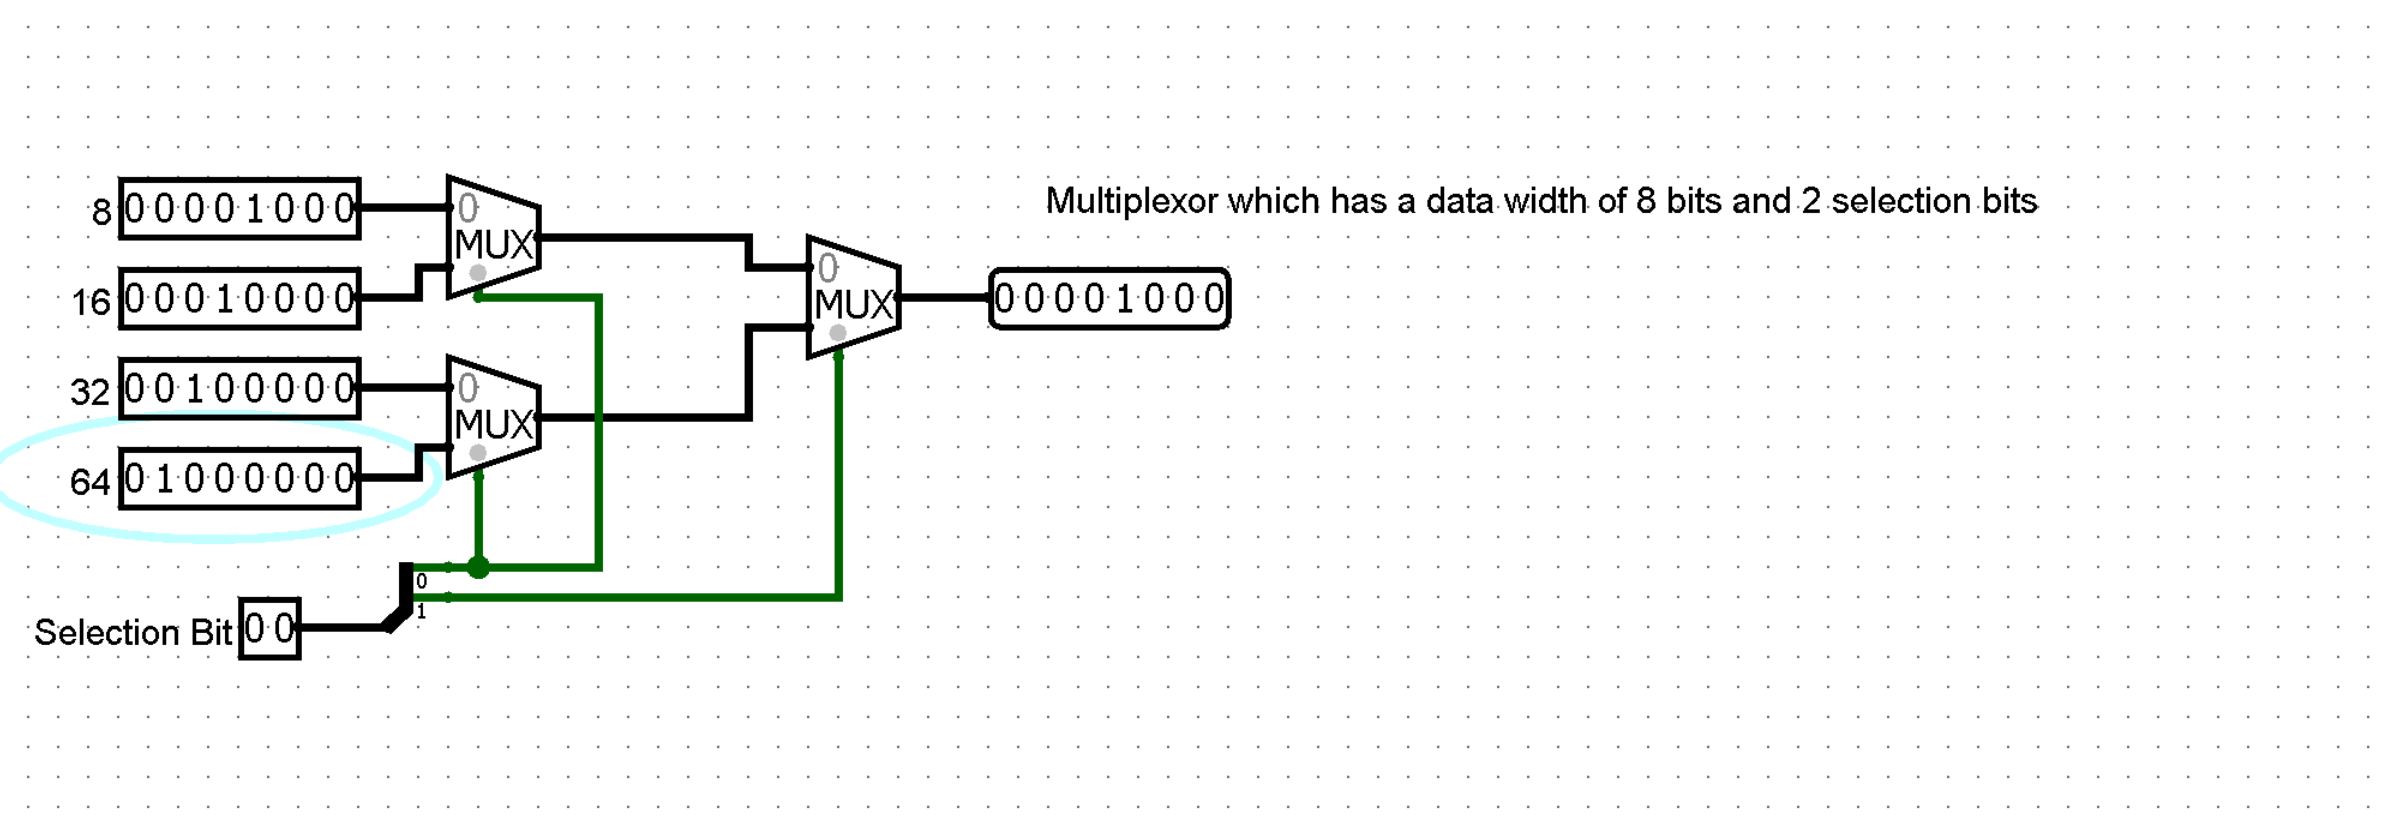 Multiplexor which has a data width of 8 bits and 2 selection bits
8 00001000
0
MUX
16 00010000
0
MUX
00001000
32 00100000
0
MUX
64 01000000
0
1
Selection Bit 00